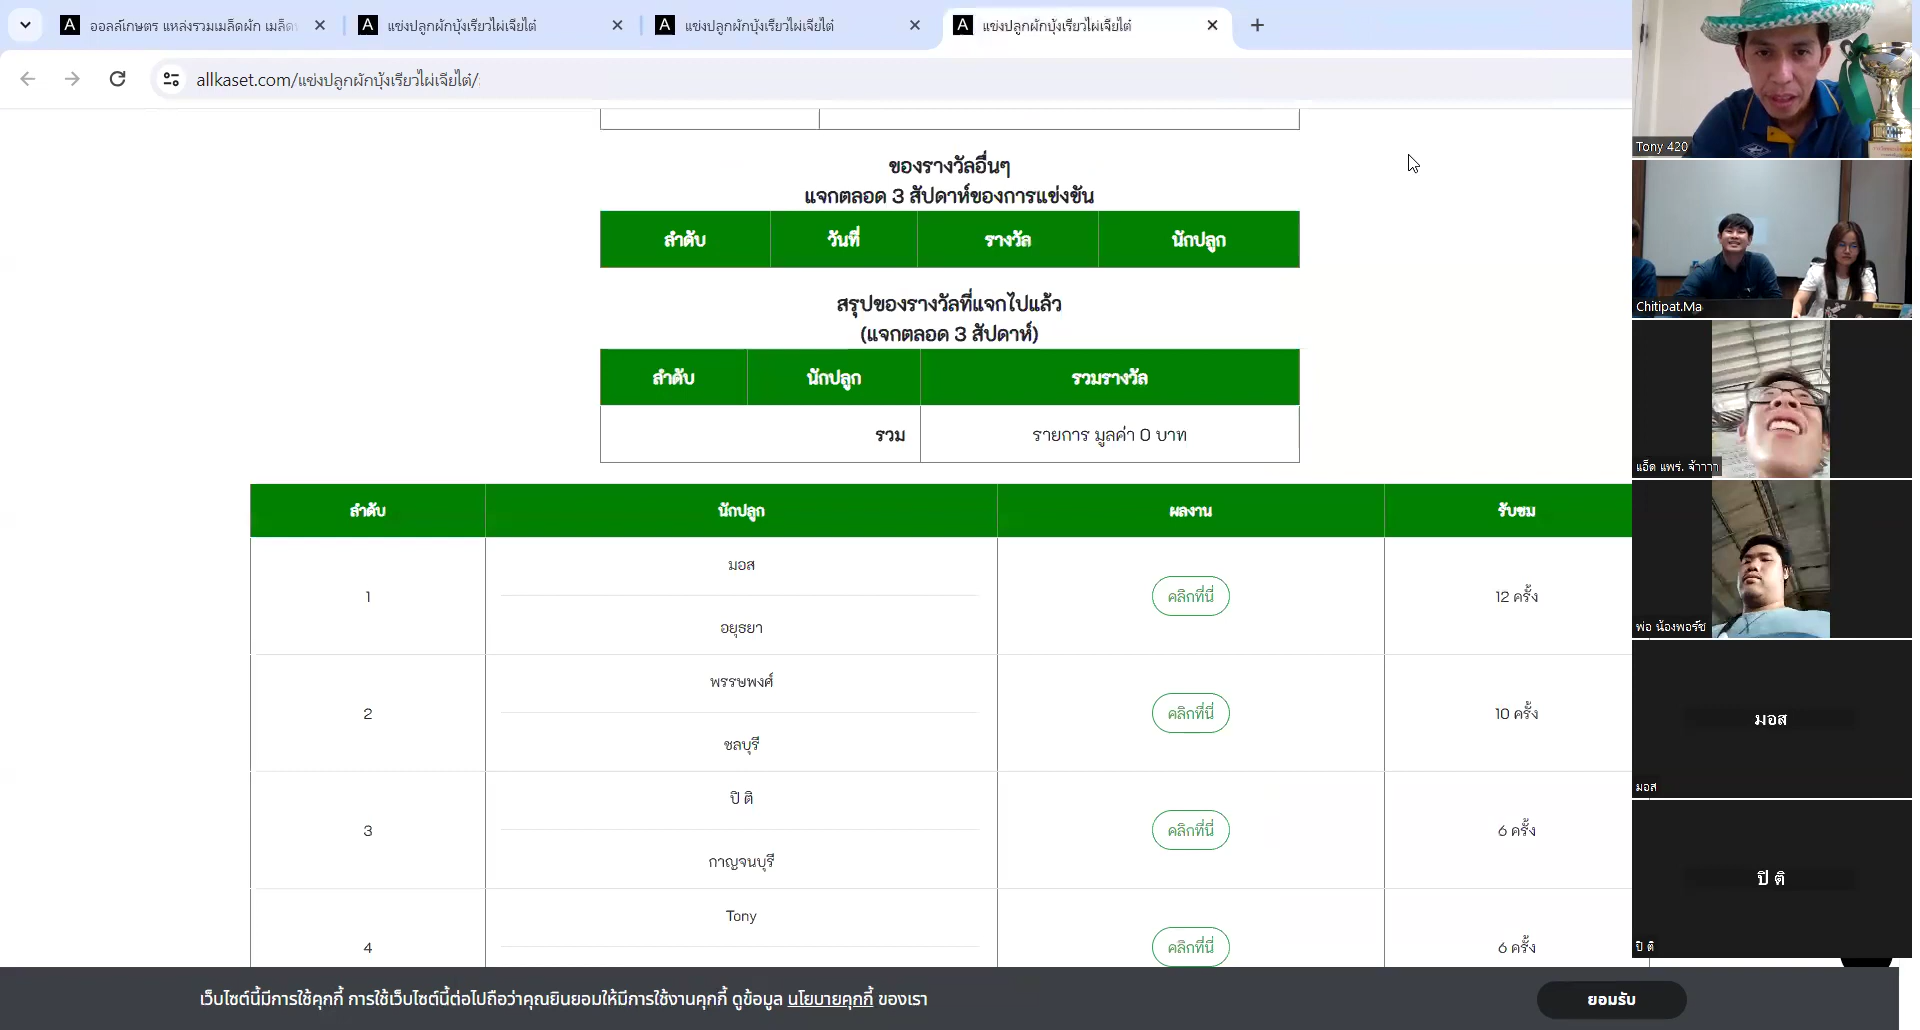 ออลล์เกษตร แหล่งรวมเมล็ดผัก เมล็ด
แข่งปลูกผักบุ้งเรียวไผ่เจียไต๋
แข่งปลูกผักบุ้งเรียวไผ่เจียไต๋
แข่งปลูกผักบุ้งเรียวไผ่เจียไต๋
allkaset.com/แข่งปลูกผักบุ้งเรียวไผ่เจียไต๋/
ของรางวัลอื่นๆ
แจกตลอด 3 สัปดาห์ของการแข่งขัน
ลำดับ วันที่ รางวัล นักปลูก
สรุปของรางวัลที่แจกไปแล้ว
(แจกตลอด 3 สัปดาห์)
ลำดับ นักปลูก รวมรางวัล
รวม รายการ มูลค่า 0 บาท
ลำดับ นักปลูก ผลงาน รับชม
มอส
1 คลิกที่นี่ 12 ครั้ง
อยุธยา
พรรษพงศ์
2 คลิกที่นี่ 10 ครั้ง
ชลบุรี
ปิ ติ
3 คลิกที่นี่ 6 ครั้ง
กาญจนบุรี
Tony
4 คลิกที่นี่ 6 ครั้ง
เว็บไซต์นี้มีการใช้คุกกี้ การใช้เว็บไซต์นี้ต่อไปถือว่าคุณยินยอมให้มีการใช้งานคุกกี้ ดูข้อมูล นโยบายคุกกี้ ของเรา
ยอมรับ
Tony 420
Chitipat.Ma
แอ็ด แพร่. จ้าาาา
พ่อ น้องพอร์ช
มอส
มอส
ปิ ติ
ปิ ติ